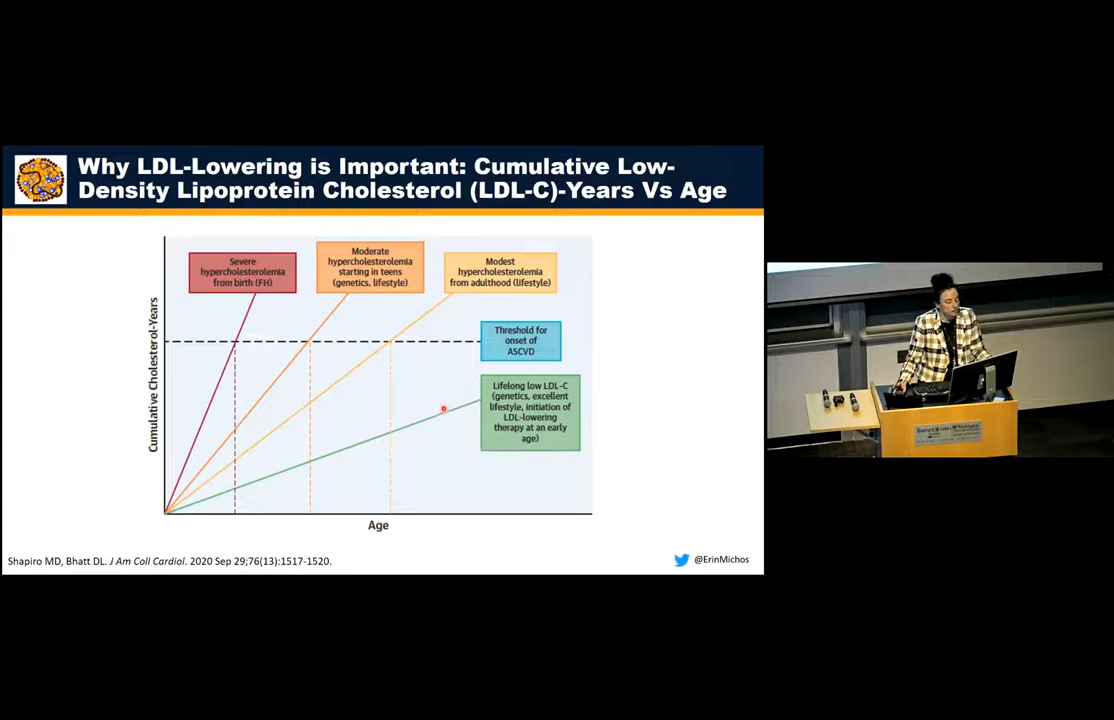 Why LDL-Lowering is Important: Cumulative Low-
Density Lipoprotein Cholesterol (LDL-C)-Years Vs Age
Severe
hypercholesterolemia
from birth (FH)
Moderate
hypercholesterolemia
starting in teens
(genetics, lifestyle)
Modest
hypercholesterolemia
from adulthood (lifestyle)
Threshold for
onset of
ASCVD
Lifelong low LDL-C
(genetics, excellent
lifestyle, initiation of
LDL-lowering
therapy at an early
age)
Cumulative Cholesterol-Years
Age
Shapiro MD, Bhatt DL. J Am Coll Cardiol. 2020 Sep 29;76(13):1517-1520.
@ErinMichos